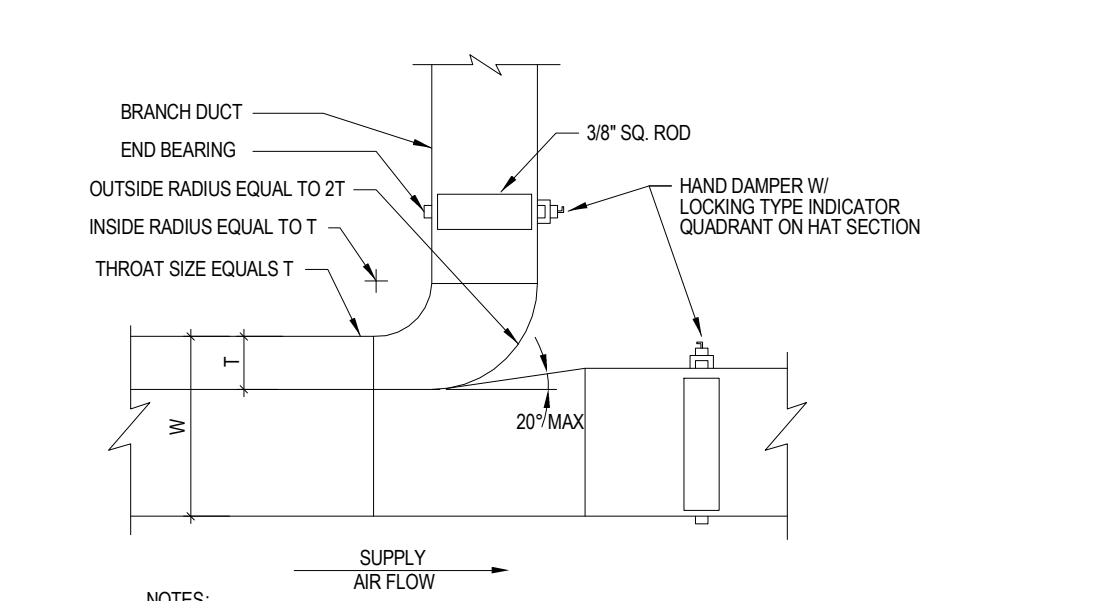 BRANCH DUCT
END BEARING
OUTSIDE RADIUS EQUAL TO 2T
INSIDE RADIUS EQUAL TO T
THROAT SIZE EQUALS T
3/8" SQ. ROD
HAND DAMPER W/
LOCKING TYPE INDICATOR
QUADRANT ON HAT SECTION
T
W
20° MAX
SUPPLY
AIR FLOW
NOTES: